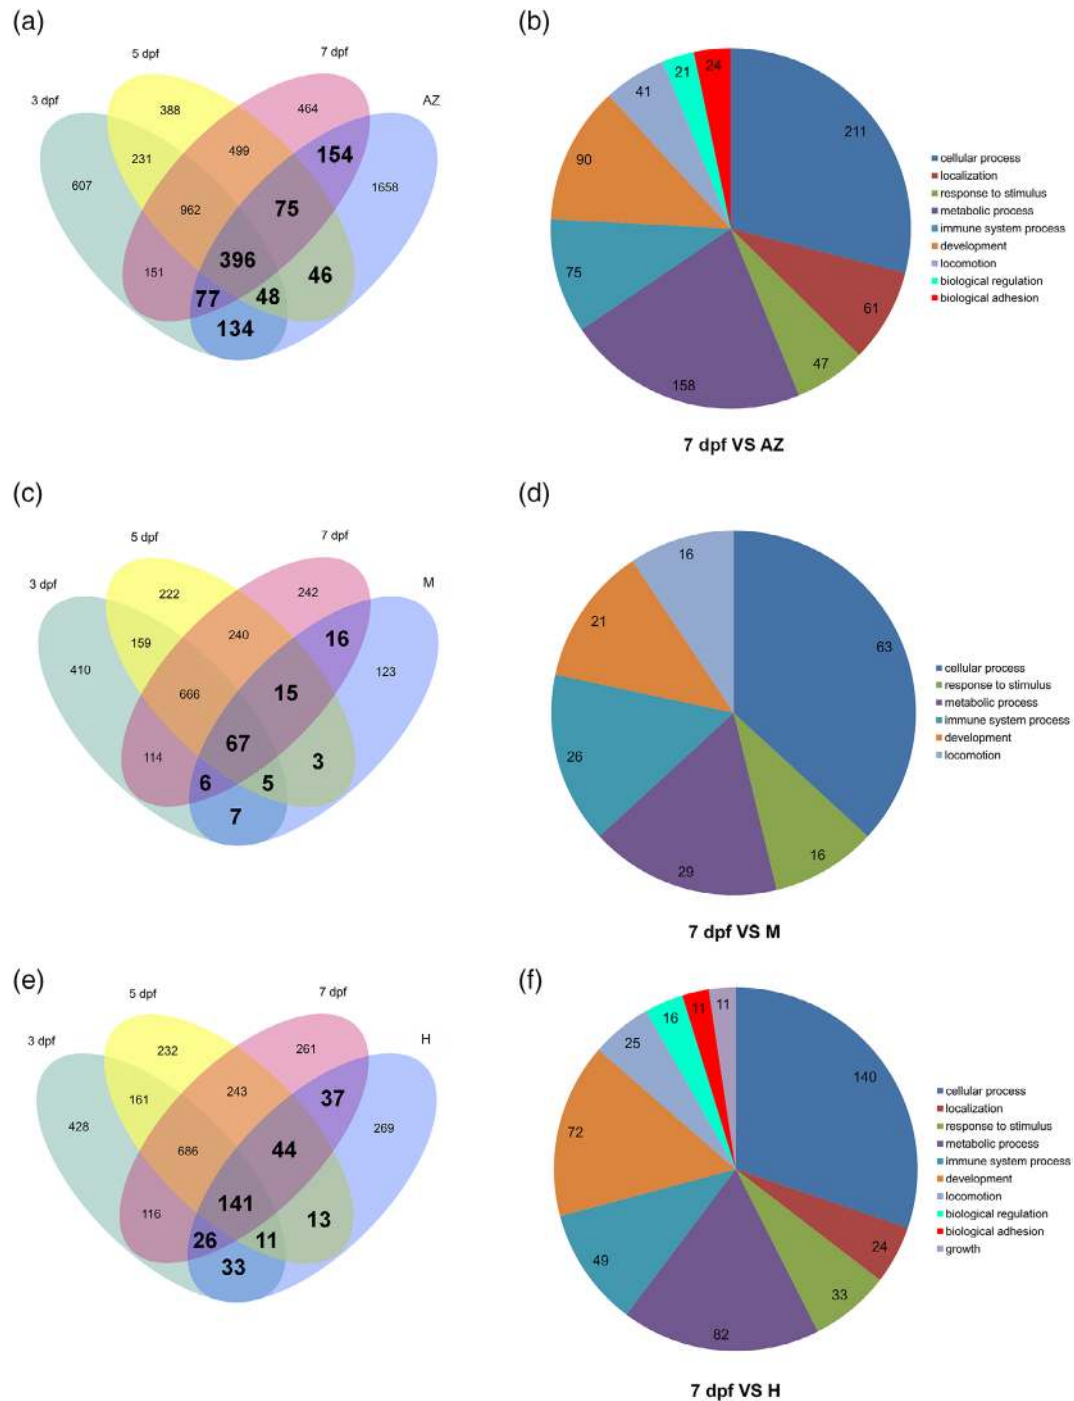 (a)
5 dpf
7 dpf
3 dpf
AZ
388
464
231
499
154
607
1658
962
75
396
151
46
77
48
134
(b)
24
21
41
211
90
75
61
47
158
cellular process
localization
response to stimulus
metabolic process
immune system process
development
locomotion
biological regulation
biological adhesion
7 dpf VS AZ
(c)
5 dpf
7 dpf
3 dpf
M
222
242
159
240
16
410
123
666
15
67
114
3
6
5
7
(d)
16
63
21
26
16
29
cellular process
response to stimulus
metabolic process
immune system process
development
locomotion
7 dpf VS M
(e)
5 dpf
7 dpf
3 dpf
H
232
261
161
243
37
428
269
686
44
141
116
13
26
11
33
(f)
11
11
16
25
140
72
49
24
33
82
cellular process
localization
response to stimulus
metabolic process
immune system process
development
locomotion
biological regulation
biological adhesion
growth
7 dpf VS H